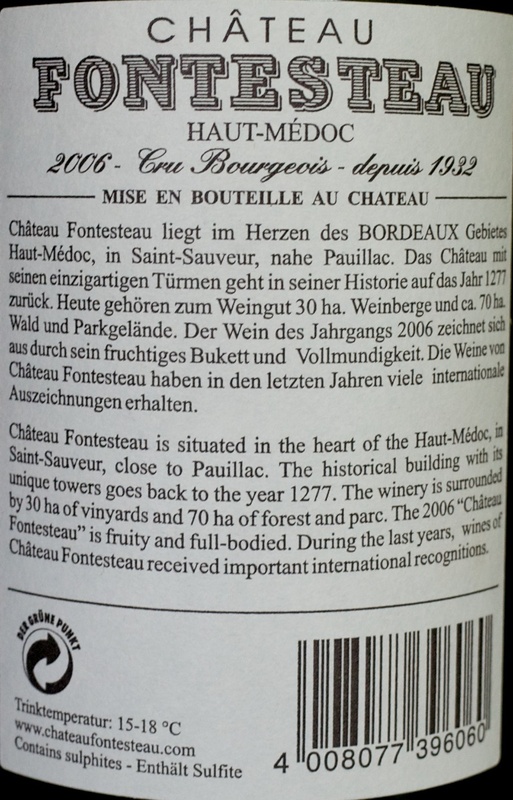 CHÂTEAU
FONTESTEAU
HAUT-MÉDOC
2006 - Cru Bourgeois - depuis 1932
MISE EN BOUTEILLE AU CHATEAU
Château Fontesteau liegt im Herzen des BORDEAUX Gebietes
Haut-Médoc, in Saint-Sauveur, nahe Pauillac. Das Château mit
seinen einzigartigen Türmen geht in seiner Historie auf das Jahr 1277
zurück. Heute gehören zum Weingut 30 ha. Weinberge und ca. 70 ha.
Wald und Parkgelände. Der Wein des Jahrgangs 2006 zeichnet sich
aus durch sein fruchtiges Bukett und Vollmundigkeit. Die Weine von
Château Fontesteau haben in den letzten Jahren viele internationale
Auszeichnungen erhalten.
Château Fontesteau is situated in the heart of the Haut-Médoc, in
Saint-Sauveur, close to Pauillac. The historical building with its
unique towers goes back to the year 1277. The winery is surrounded
by 30 ha of vinyards and 70 ha of forest and parc. The 2006 “Château
Fontesteau” is fruity and full-bodied. During the last years, wines of
Château Fontesteau received important international recognitions.
DER GRÜNE PUNKT
Trinktemperatur: 15-18 °C
www.chateaufontesteau.com
Contains sulphites - Enthält Sulfite
4 008077 396060